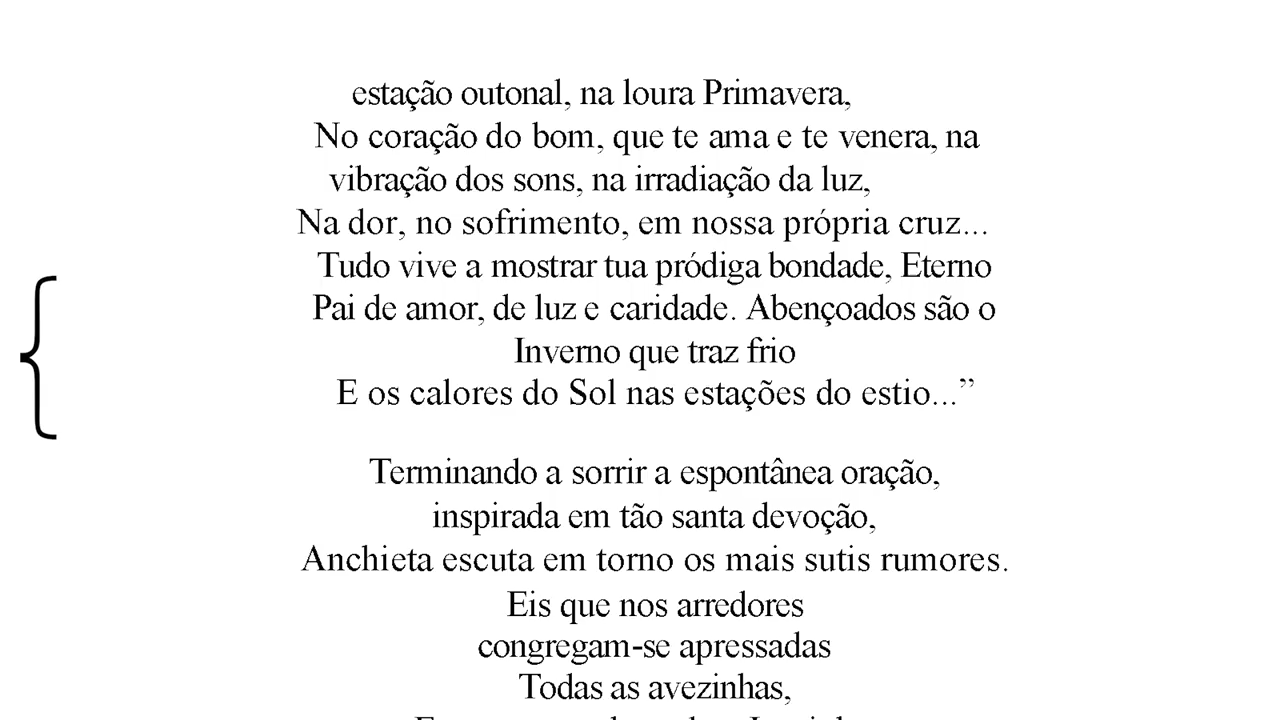 estação outonal, na loura Primavera,
No coração do bom, que te ama e te venera, na
vibração dos sons, na irradiação da luz,
Na dor, no sofrimento, em nossa própria cruz...
Tudo vive a mostrar tua pródiga bondade, Eterno
Pai de amor, de luz e caridade. Abençoados são o
Inverno que traz frio
E os calores do Sol nas estações do estio...”
Terminando a sorrir a espontânea oração,
inspirada em tão santa devoção,
Anchieta escuta em torno os mais sutis rumores.
Eis que nos arredores
congregam-se apressadas
Todas as avezinhas,